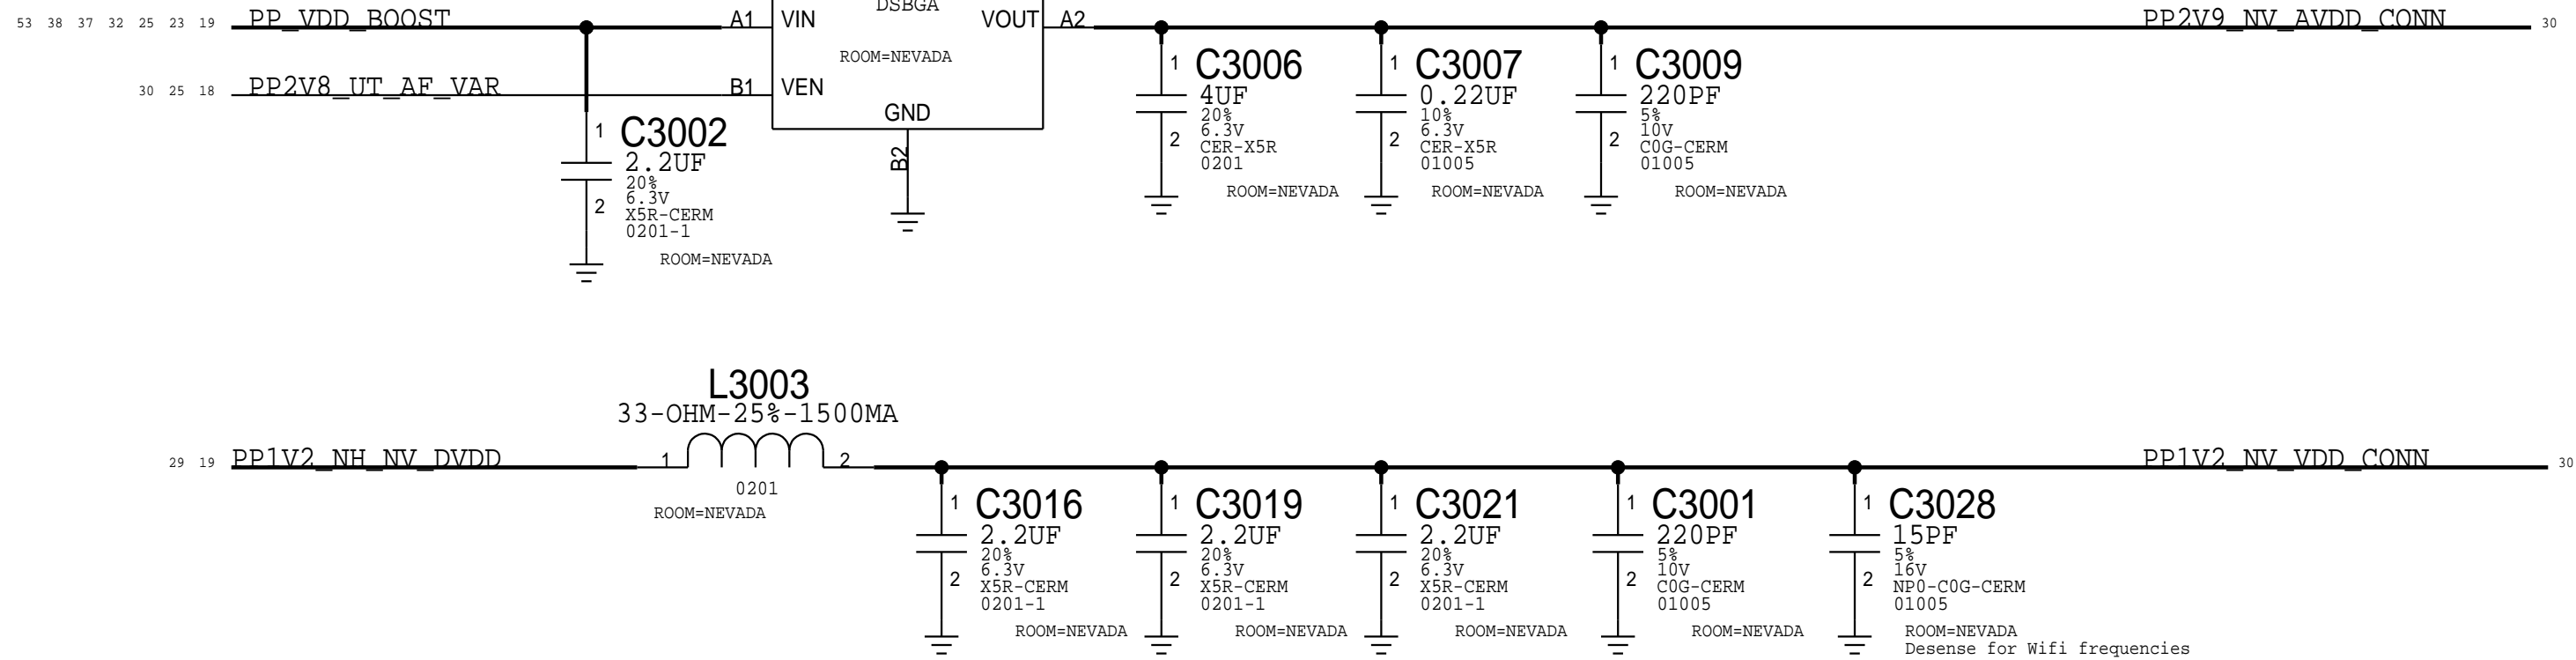 DSBGA
53 38 37 32 25 23 19 PP_VDD_BOOST A1 VIN VOUT A2 PP2V9_NV_AVDD_CONN 30
ROOM=NEVADA
30 25 18 PP2V8_UT_AF_VAR B1 VEN
GND
B2
1 C3002
2.2UF
20%
6.3V
2 X5R-CERM
0201-1
ROOM=NEVADA
1 C3006
4UF
20%
6.3V
2 CER-X5R
0201
ROOM=NEVADA
1 C3007
0.22UF
10%
6.3V
2 CER-X5R
01005
ROOM=NEVADA
1 C3009
220PF
5%
10V
2 C0G-CERM
01005
ROOM=NEVADA
L3003
33-OHM-25%-1500MA
29 19 PP1V2_NH_NV_DVDD 1 2 PP1V2_NV_VDD_CONN 30
0201
ROOM=NEVADA
1 C3016
2.2UF
20%
6.3V
2 X5R-CERM
0201-1
ROOM=NEVADA
1 C3019
2.2UF
20%
6.3V
2 X5R-CERM
0201-1
ROOM=NEVADA
1 C3021
2.2UF
20%
6.3V
2 X5R-CERM
0201-1
ROOM=NEVADA
1 C3001
220PF
5%
10V
2 C0G-CERM
01005
ROOM=NEVADA
1 C3028
15PF
5%
16V
2 NP0-C0G-CERM
01005
ROOM=NEVADA
Desense for Wifi frequencies